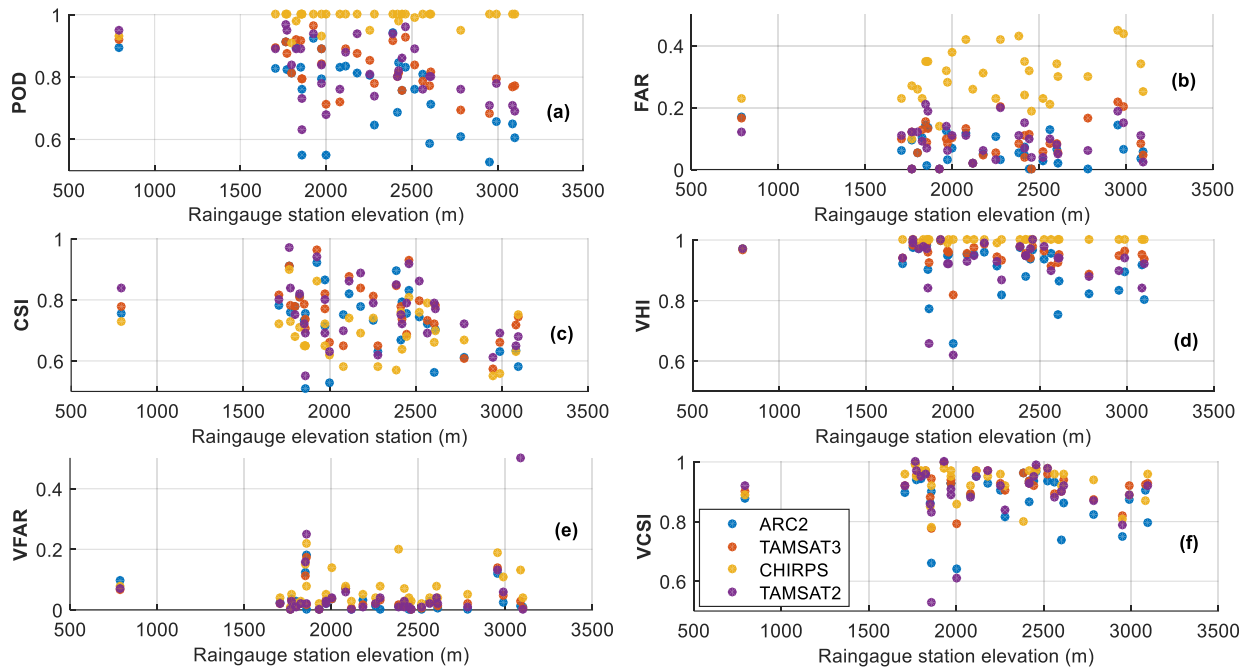 1
0.8
0.6
POD
(a)
500 1000 1500 2000 2500 3000 3500
Raingauge station elevation (m)
0.4
0.2
0
FAR
(b)
500 1000 1500 2000 2500 3000 3500
Raingauge station elevation (m)
1
0.8
0.6
CSI
(c)
500 1000 1500 2000 2500 3000 3500
Raingauge elevation station (m)
1
0.8
0.6
VHI
(d)
500 1000 1500 2000 2500 3000 3500
Raingauge station elevation (m)
0.4
0.2
0
VFAR
(e)
500 1000 1500 2000 2500 3000 3500
Raingauge station elevation (m)
1
0.8
0.6
VCSI
(f)
ARC2
TAMSAT3
CHIRPS
TAMSAT2
500 1000 1500 2000 2500 3000 3500
Raingague station elevation (m)